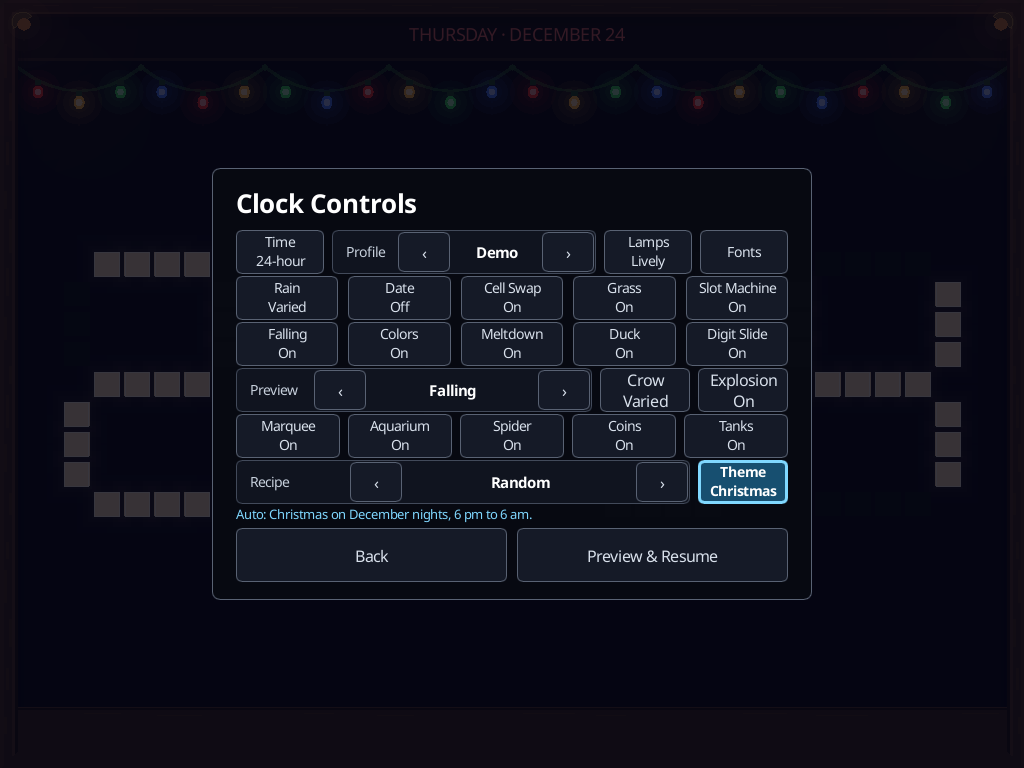 THURSDAY · DECEMBER 24
Clock Controls
Time
24-hour
Profile ‹ Demo ›
Lamps
Lively
Fonts
Rain
Varied
Date
Off
Cell Swap
On
Grass
On
Slot Machine
On
Falling
On
Colors
On
Meltdown
On
Duck
On
Digit Slide
On
Preview ‹ Falling ›
Crow
Varied
Explosion
On
Marquee
On
Aquarium
On
Spider
On
Coins
On
Tanks
On
Recipe ‹ Random ›
Theme
Christmas
Auto: Christmas on December nights, 6 pm to 6 am.
Back
Preview & Resume